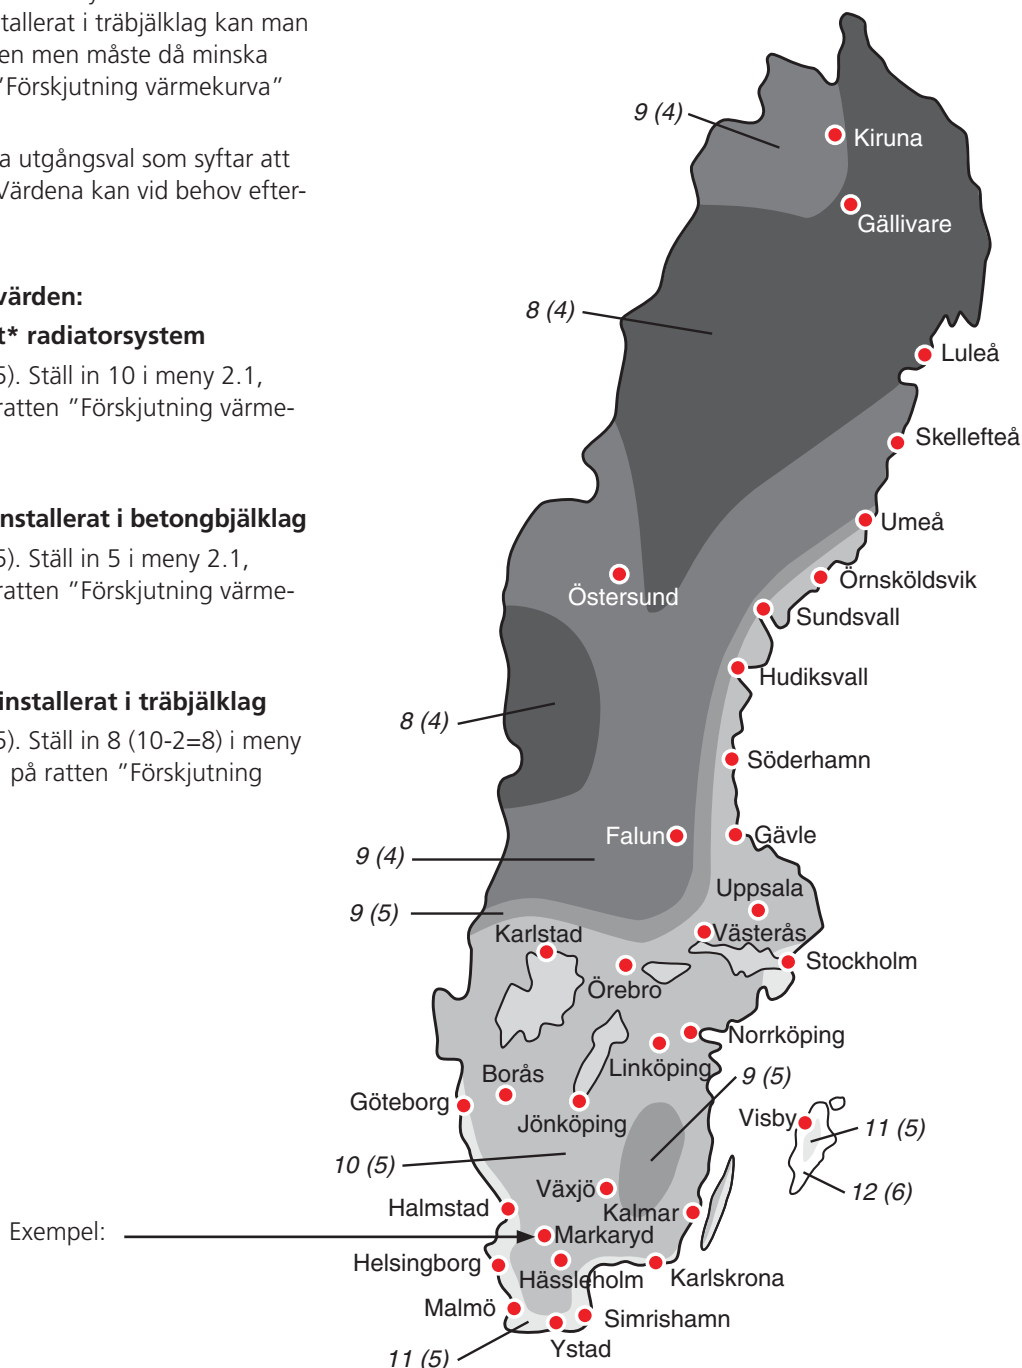 tallerat i träbjälklag kan man
en men måste då minska
”Förskjutning värmekurva”
a utgångsval som syftar att
Värdena kan vid behov efter-
värden:
t* radiatorsystem
5). Ställ in 10 i meny 2.1,
ratten ”Förskjutning värme-
nstallerat i betongbjälklag
5). Ställ in 5 i meny 2.1,
ratten ”Förskjutning värme-
installerat i träbjälklag
5). Ställ in 8 (10-2=8) i meny
på ratten ”Förskjutning
Exempel:
9 (4)
Kiruna
Gällivare
8 (4)
Luleå
Skellefteå
Umeå
Östersund
Örnsköldsvik
Sundsvall
Hudiksvall
8 (4)
Söderhamn
Falun
Gävle
9 (4)
Uppsala
9 (5)
Karlstad
Västerås
Stockholm
Örebro
Norrköping
Linköping
Borås
9 (5)
Göteborg
Jönköping
Visby
11 (5)
10 (5)
Växjö
12 (6)
Halmstad
Kalmar
Markaryd
Helsingborg
Hässleholm
Karlskrona
Malmö
Simrishamn
Ystad
11 (5)